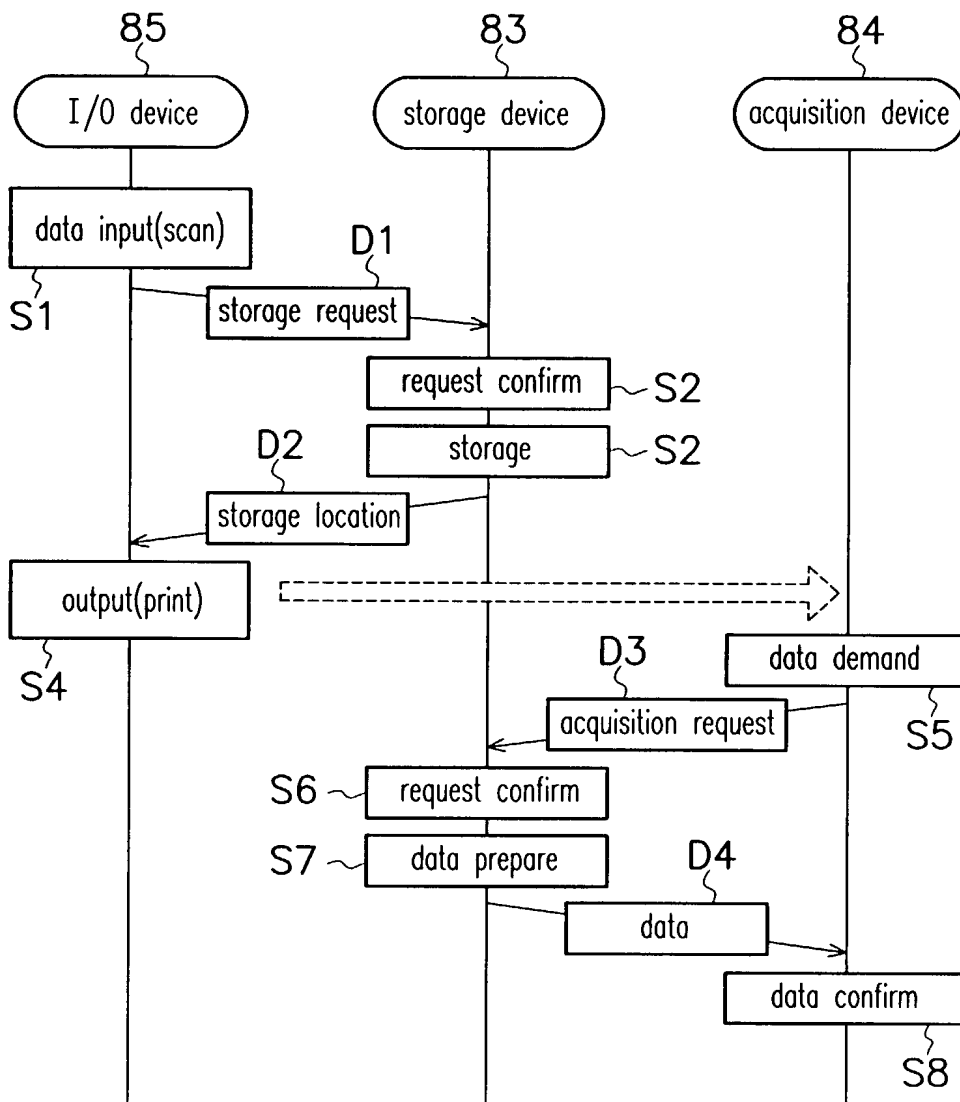 85
83
84
I/O device
storage device
acquisition device
data input(scan)
S1
D1
storage request
request confirm
S2
storage
S2
D2
storage location
output(print)
S4
data demand
S5
D3
acquisition request
S6
request confirm
S7
data prepare
D4
data
data confirm
S8